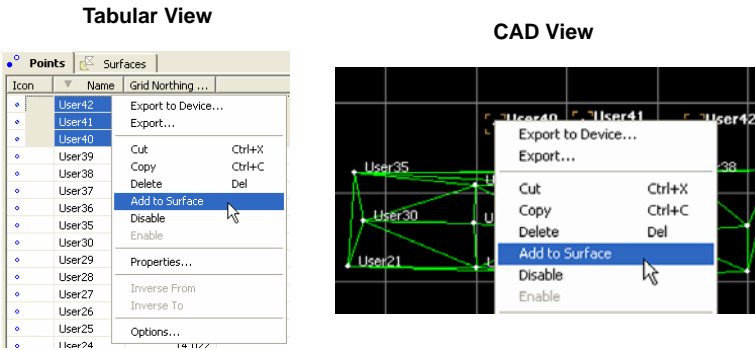 Tabular View
Points Surfaces
Icon Name Grid Northing ...
User42
User41
User40
User39
User38
User37
User36
User35
User30
User29
User28
User27
User26
User25
User24
Export to Device...
Export...
Cut Ctrl+X
Copy Ctrl+C
Delete Del
Add to Surface
Disable
Enable
Properties...
Inverse From
Inverse To
Options...
CAD View
User40 User41 User42
User35
User30
User21
Export to Device...
Export...
Cut Ctrl+X
Copy Ctrl+C
Delete Del
Add to Surface
Disable
Enable